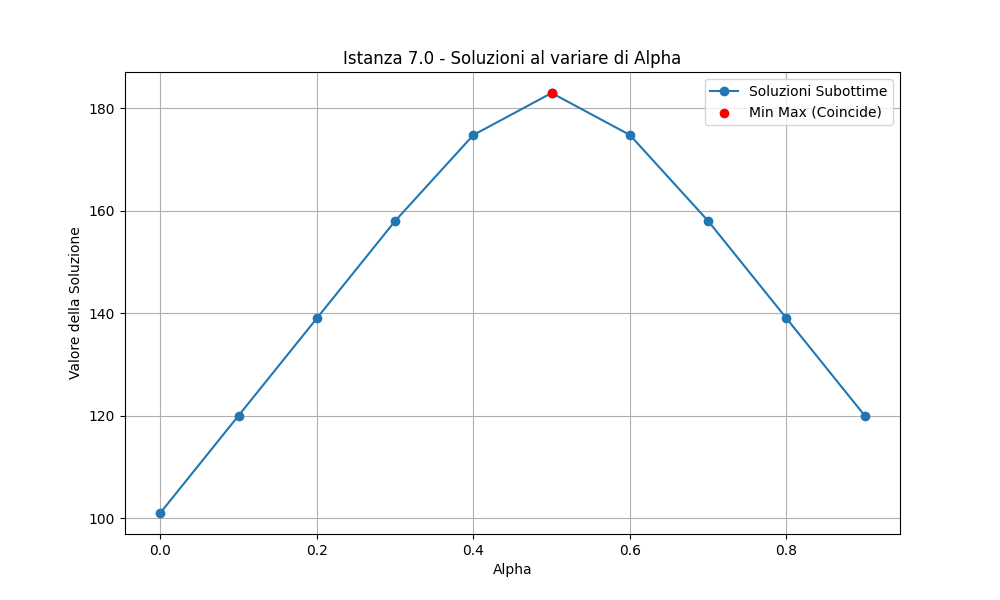 Istanza 7.0 - Soluzioni al variare di Alpha
Soluzioni Subottime
Min Max (Coincide)
Valore della Soluzione
180
160
140
120
100
0.0
0.2
0.4
0.6
0.8
Alpha